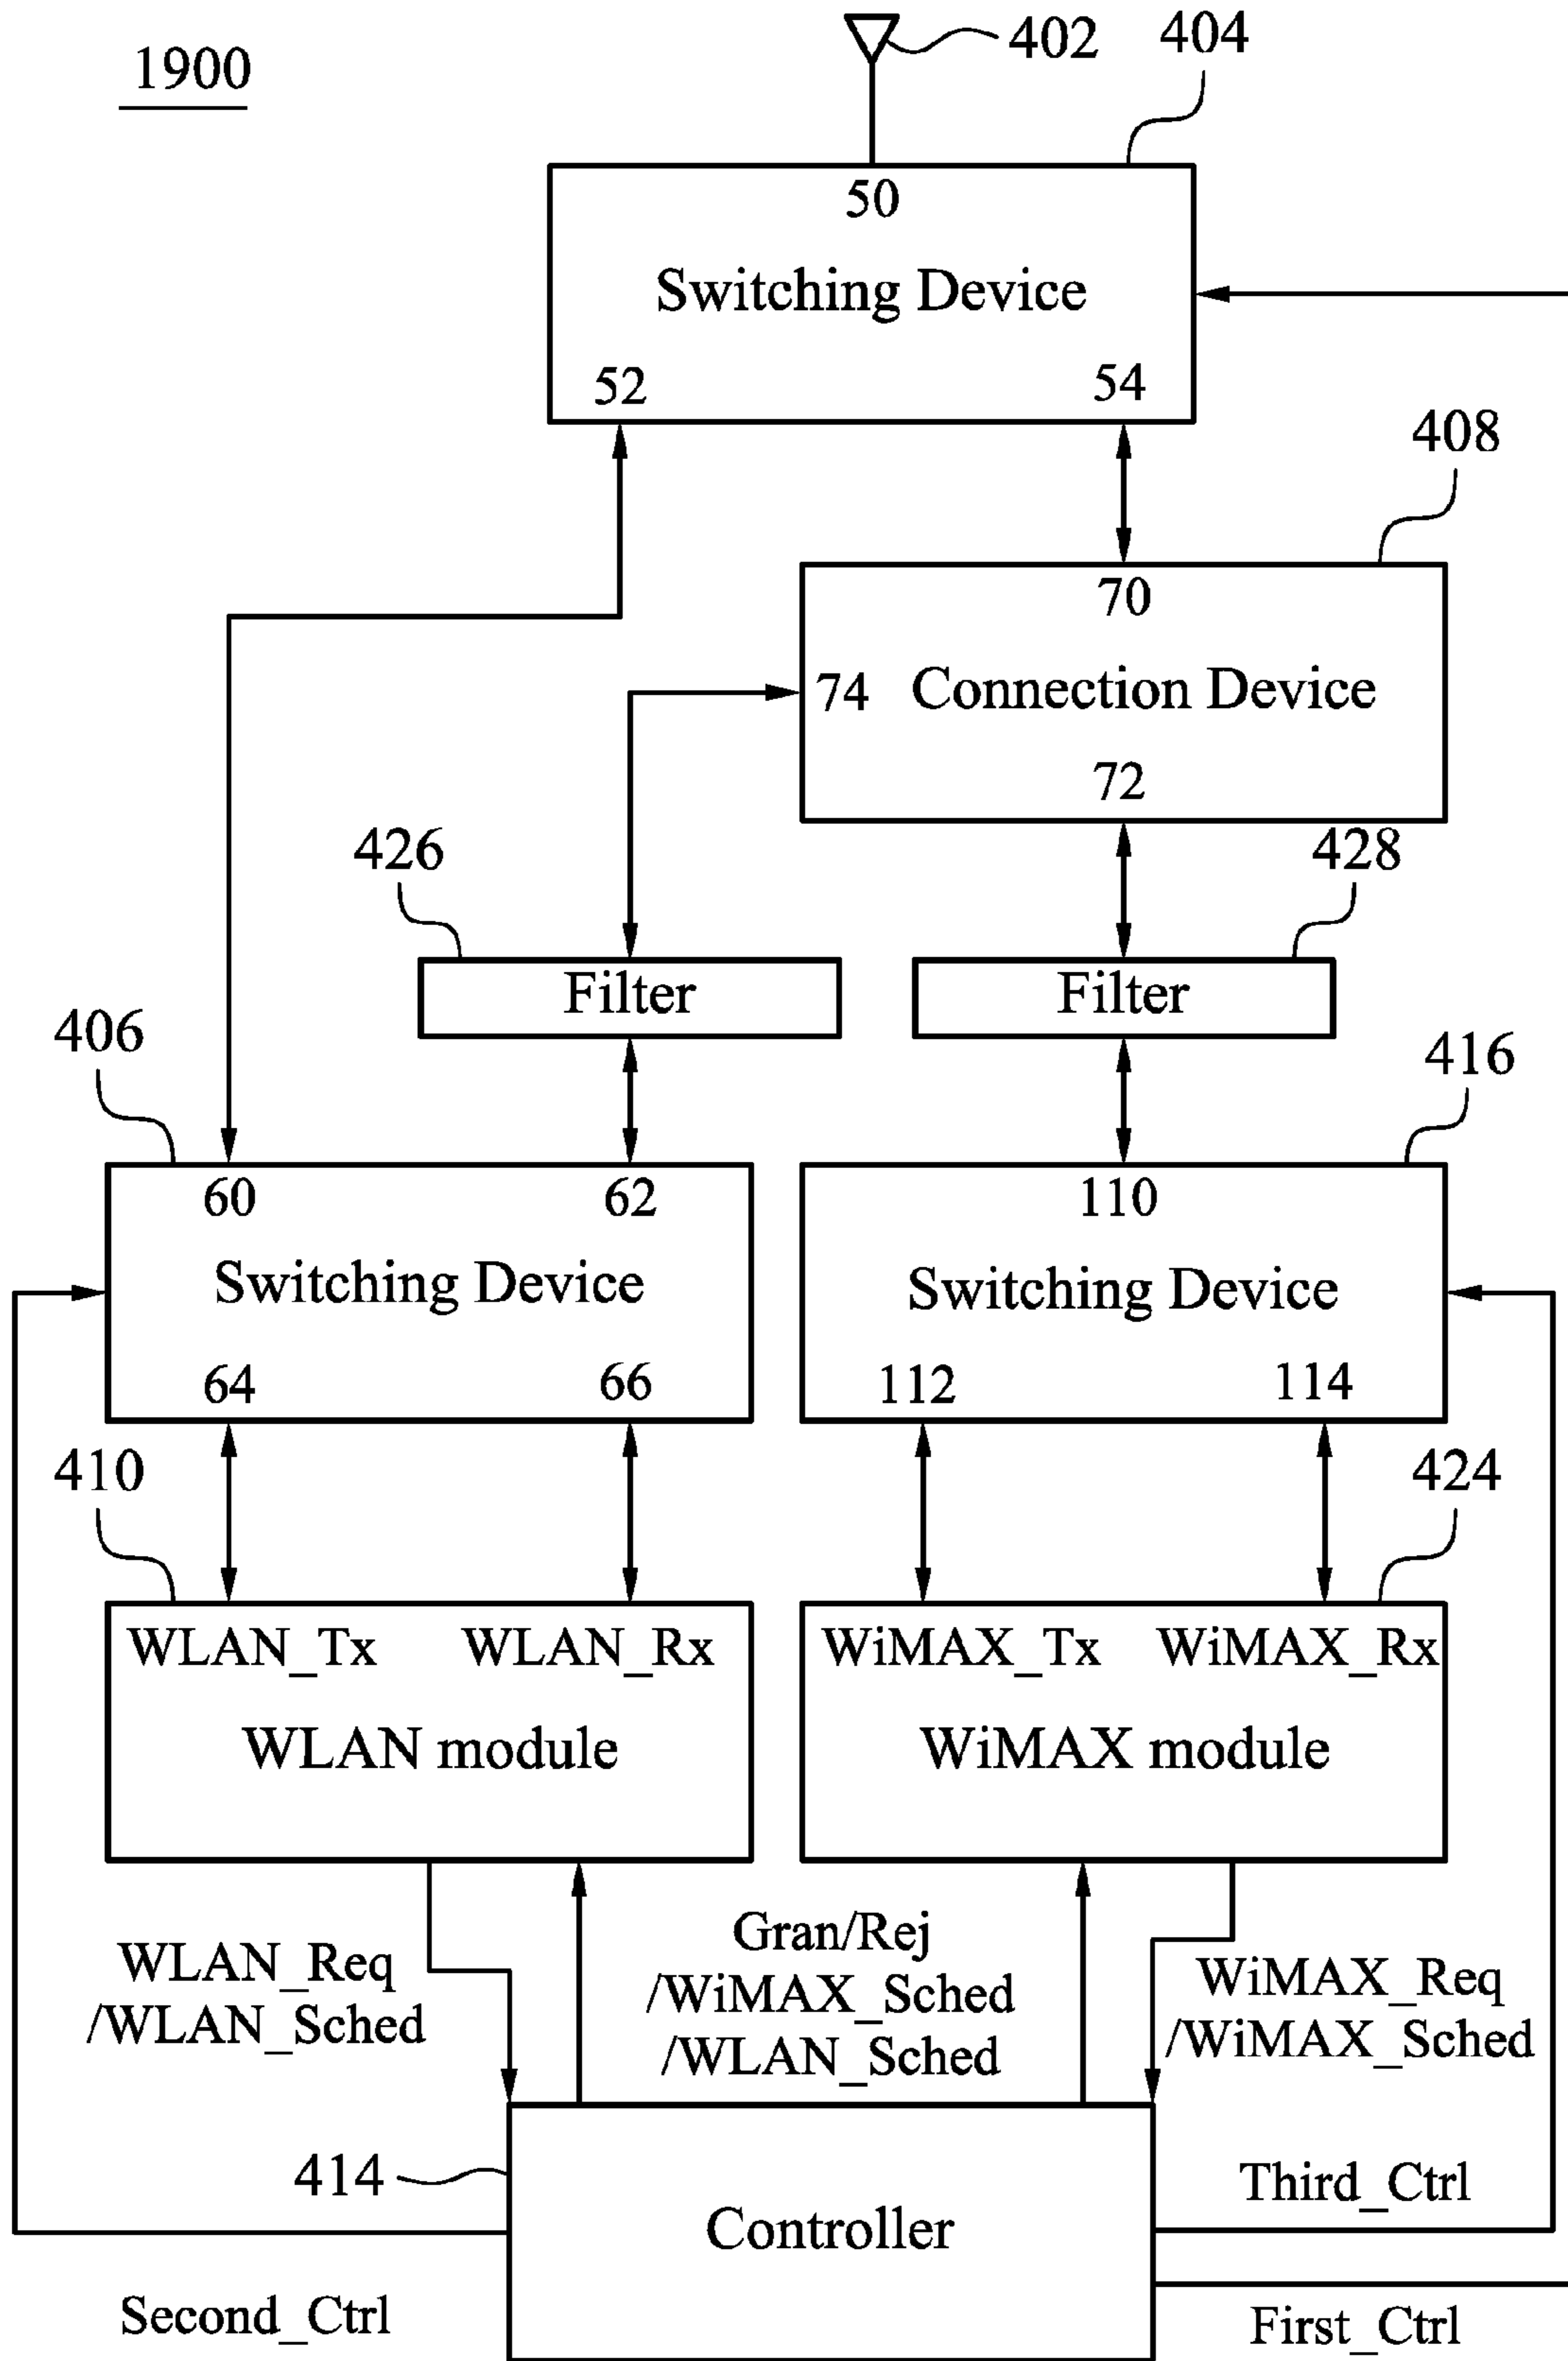 1900
402
404
50
Switching Device
52
54
408
70
74
Connection Device
72
426
428
Filter
Filter
406
416
60
62
110
Switching Device
Switching Device
64
66
112
114
410
424
WLAN_Tx
WLAN_Rx
WiMAX_Tx
WiMAX_Rx
WLAN module
WiMAX module
WLAN_Req
/WLAN_Sched
Gran/Rej
/WiMAX_Sched
/WLAN_Sched
WiMAX_Req
/WiMAX_Sched
414
Controller
Third_Ctrl
Second_Ctrl
First_Ctrl